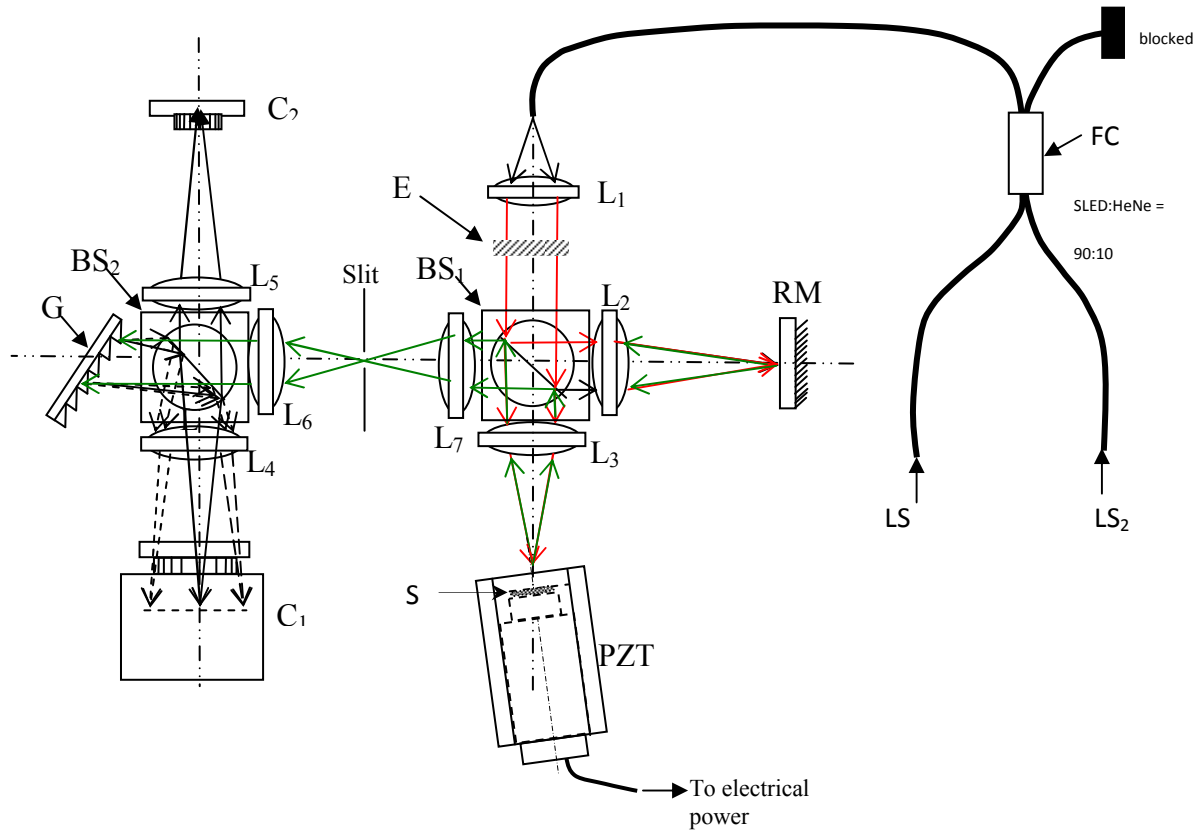 blocked
C₂
FC
E
L₁
SLED:HeNe =
90:10
BS₂
L₅
Slit
BS₁
L₂
RM
G
L₆
L₇
L₄
L₃
LS
LS₂
S
C₁
PZT
To electrical
power